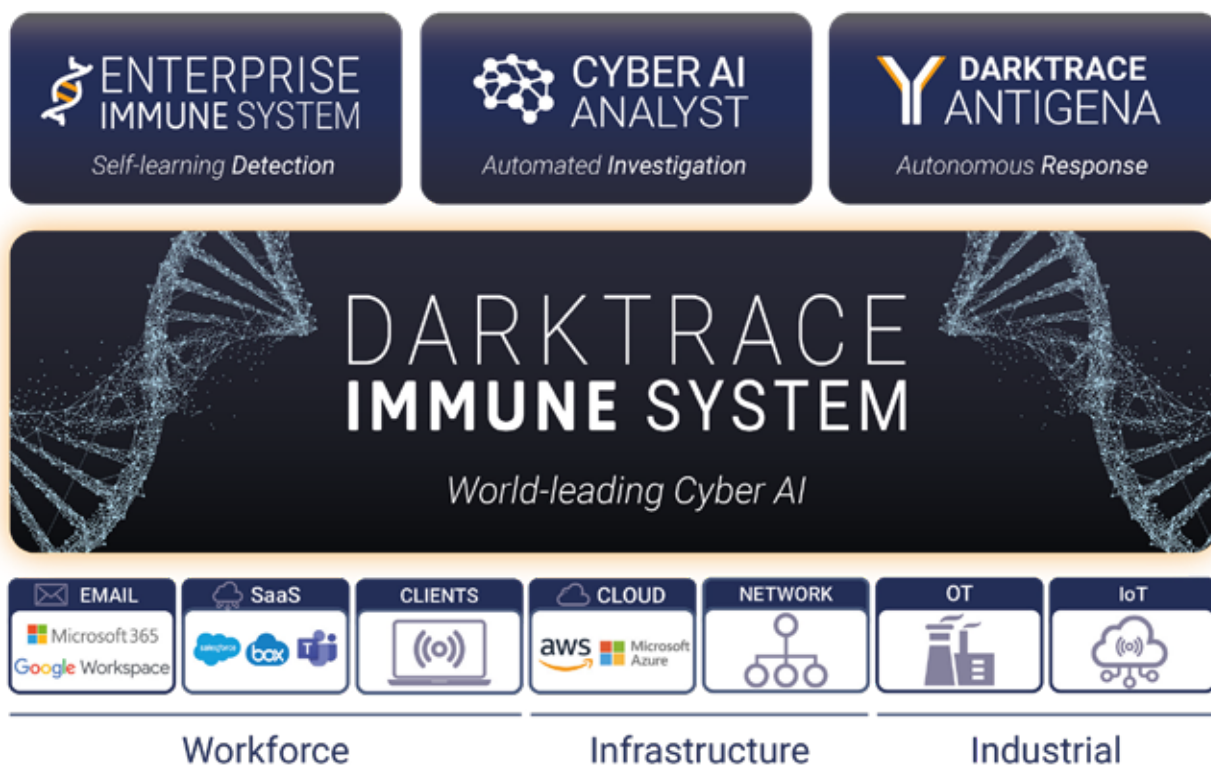 ENTERPRISE
IMMUNE SYSTEM
Self-learning Detection
CYBER AI
ANALYST
Automated Investigation
DARKTRACE
ANTIGENA
Autonomous Response
DARKTRACE
IMMUNE SYSTEM
World-leading Cyber AI
EMAIL
Microsoft 365
Google Workspace
SaaS
salesforce
box
T
CLIENTS
CLOUD
aws
Microsoft
Azure
NETWORK
OT
IoT
Workforce
Infrastructure
Industrial